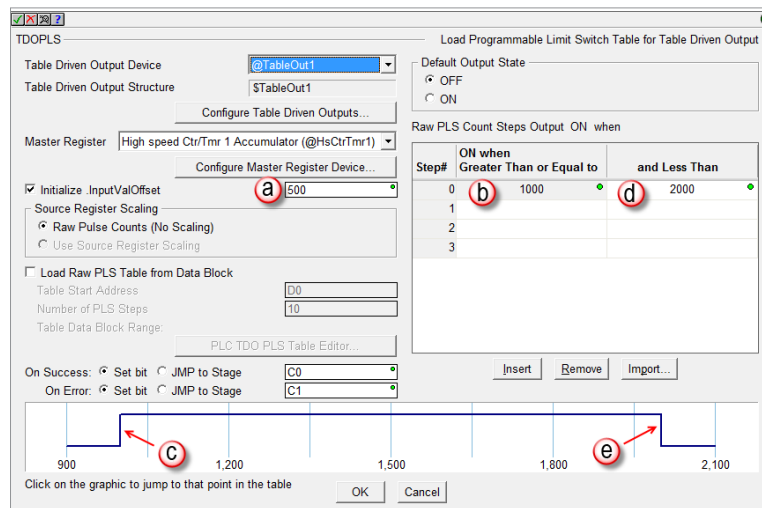 ?
TDOPLS
Load Programmable Limit Switch Table for Table Driven Output
Table Driven Output Device
@TableOut1
Table Driven Output Structure
$TableOut1
Configure Table Driven Outputs...
Master Register
High speed Ctr/Tmr 1 Accumulator (@HsCtrTmr1)
Configure Master Register Device...
Initialize .InputValOffset
a
500
Source Register Scaling
Raw Pulse Counts (No Scaling)
Use Source Register Scaling
Load Raw PLS Table from Data Block
Table Start Address
D0
Number of PLS Steps
10
Table Data Block Range:
PLC TDO PLS Table Editor...
On Success:
Set bit
JMP to Stage
C0
On Error:
Set bit
JMP to Stage
C1
Default Output State
OFF
ON
Raw PLS Count Steps Output ON when
Step#
ON when
Greater Than or Equal to
and Less Than
0
b
1000
d
2000
1
2
3
Insert
Remove
Import...
c
e
900
1,200
1,500
1,800
2,100
Click on the graphic to jump to that point in the table
OK
Cancel